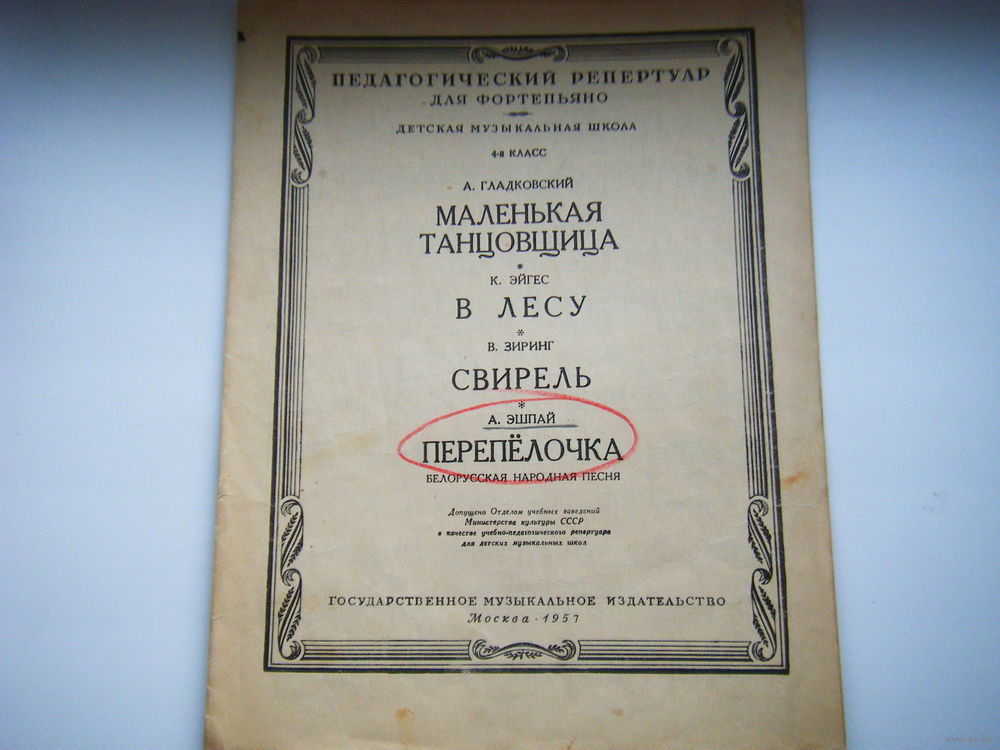 ПЕДАГОГИЧЕСКИЙ РЕПЕРТУАР
ДЛЯ ФОРТЕПЬЯНО
ДЕТСКАЯ МУЗЫКАЛЬНАЯ ШКОЛА
4-й КЛАСС
А. ГЛАДКОВСКИЙ
МАЛЕНЬКАЯ
ТАНЦОВЩИЦА
*
К. ЭЙГЕС
В ЛЕСУ
*
В. ЗИРИНГ
СВИРЕЛЬ
*
А. ЭШПАЙ
ПЕРЕПЁЛОЧКА
БЕЛОРУССКАЯ НАРОДНАЯ ПЕСНЯ
Допущено Отделом учебных заведений
Министерства культуры СССР
в качестве учебно-педагогического репертуара
для детских музыкальных школ
ГОСУДАРСТВЕННОЕ МУЗЫКАЛЬНОЕ ИЗДАТЕЛЬСТВО
Москва · 1957